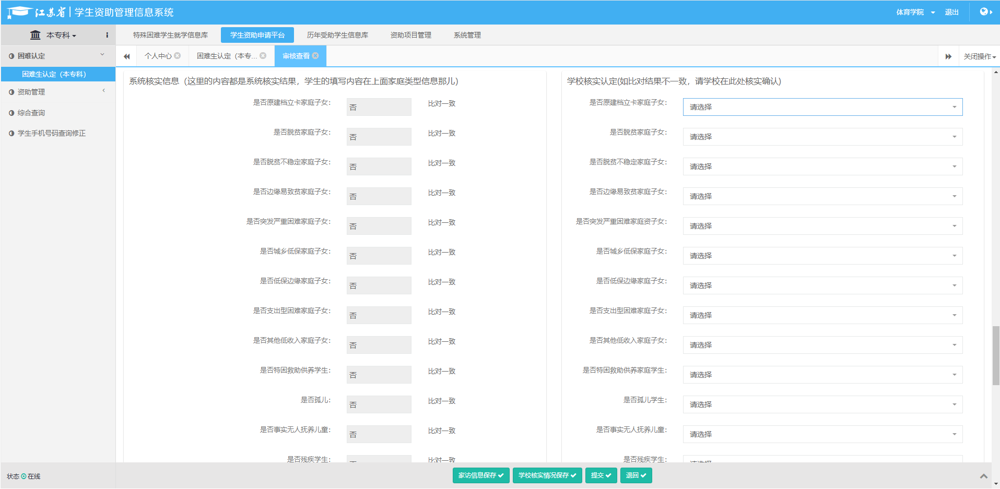 江苏省 | 学生资助管理信息系统
体育学院 退出
本专科
特殊困难学生就学信息库 学生资助申请平台 历年受助学生信息库 资助项目管理 系统管理
困难认定
个人中心 困难生认定（本专... 审核查看 关闭操作
困难生认定（本专科）
资助管理
综合查询
学生手机号码查询修正
系统核实信息（这里的内容都是系统核实结果，学生的填写内容在上面家庭类型信息那儿）
是否原建档立卡家庭子女： 否 比对一致
是否脱贫家庭子女： 否 比对一致
是否脱贫不稳定家庭子女： 否 比对一致
是否边缘易致贫家庭子女： 否 比对一致
是否突发严重困难家庭子女： 否 比对一致
是否城乡低保家庭子女： 否 比对一致
是否低保边缘家庭子女： 否 比对一致
是否支出型困难家庭子女： 否 比对一致
是否其他低收入家庭子女： 否 比对一致
是否特困救助供养学生： 否 比对一致
是否孤儿： 否 比对一致
是否事实无人抚养儿童： 否 比对一致
是否残疾学生： 比对一致
学校核实认定(如比对结果不一致，请学校在此处核实确认)
是否原建档立卡家庭子女： 请选择
是否脱贫家庭子女： 请选择
是否脱贫不稳定家庭子女： 请选择
是否边缘易致贫家庭子女： 请选择
是否突发严重困难家庭资子女： 请选择
是否城乡低保家庭子女： 请选择
是否低保边缘家庭子女： 请选择
是否支出型困难家庭子女： 请选择
是否其他低收入家庭子女： 请选择
是否特困救助供养家庭学生： 请选择
是否孤儿学生： 请选择
是否事实无人抚养儿童： 请选择
是否残疾学生： 请选择
状态 在线
家访信息保存 学校核实情况保存 提交 退回